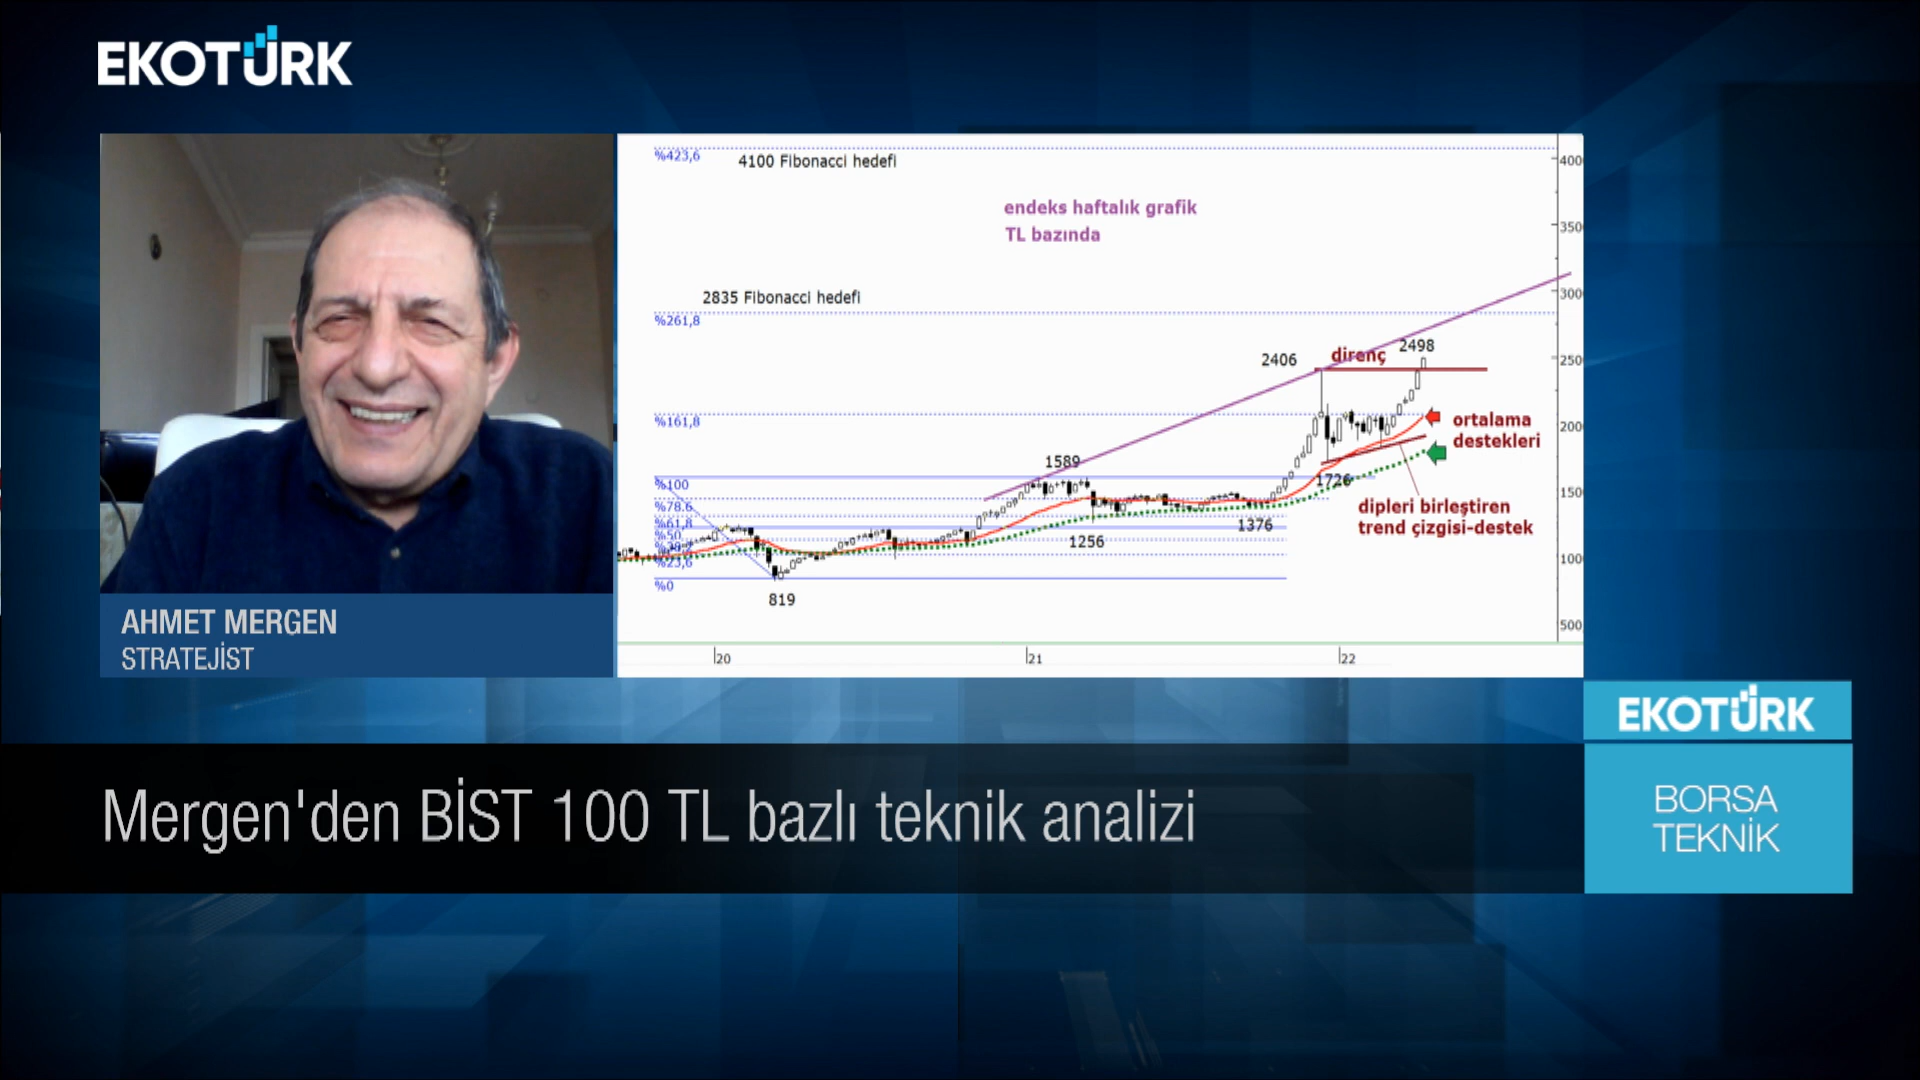 EKOTÜRK
%423,6
4100 Fibonacci hedefi
endeks haftalık grafik
TL bazında
2835 Fibonacci hedefi
%261,8
2406
direnç
2498
%161,8
ortalama
destekleri
1589
%100
%78.6
%61,8
%50
%23,6
%0
1726
dipleri birleştiren
trend çizgisi-destek
1376
1256
819
400
350
300
250
200
150
100
500
20
21
22
AHMET MERGEN
STRATEJİST
EKOTÜRK
Mergen'den BİST 100 TL bazlı teknik analizi
BORSA
TEKNİK